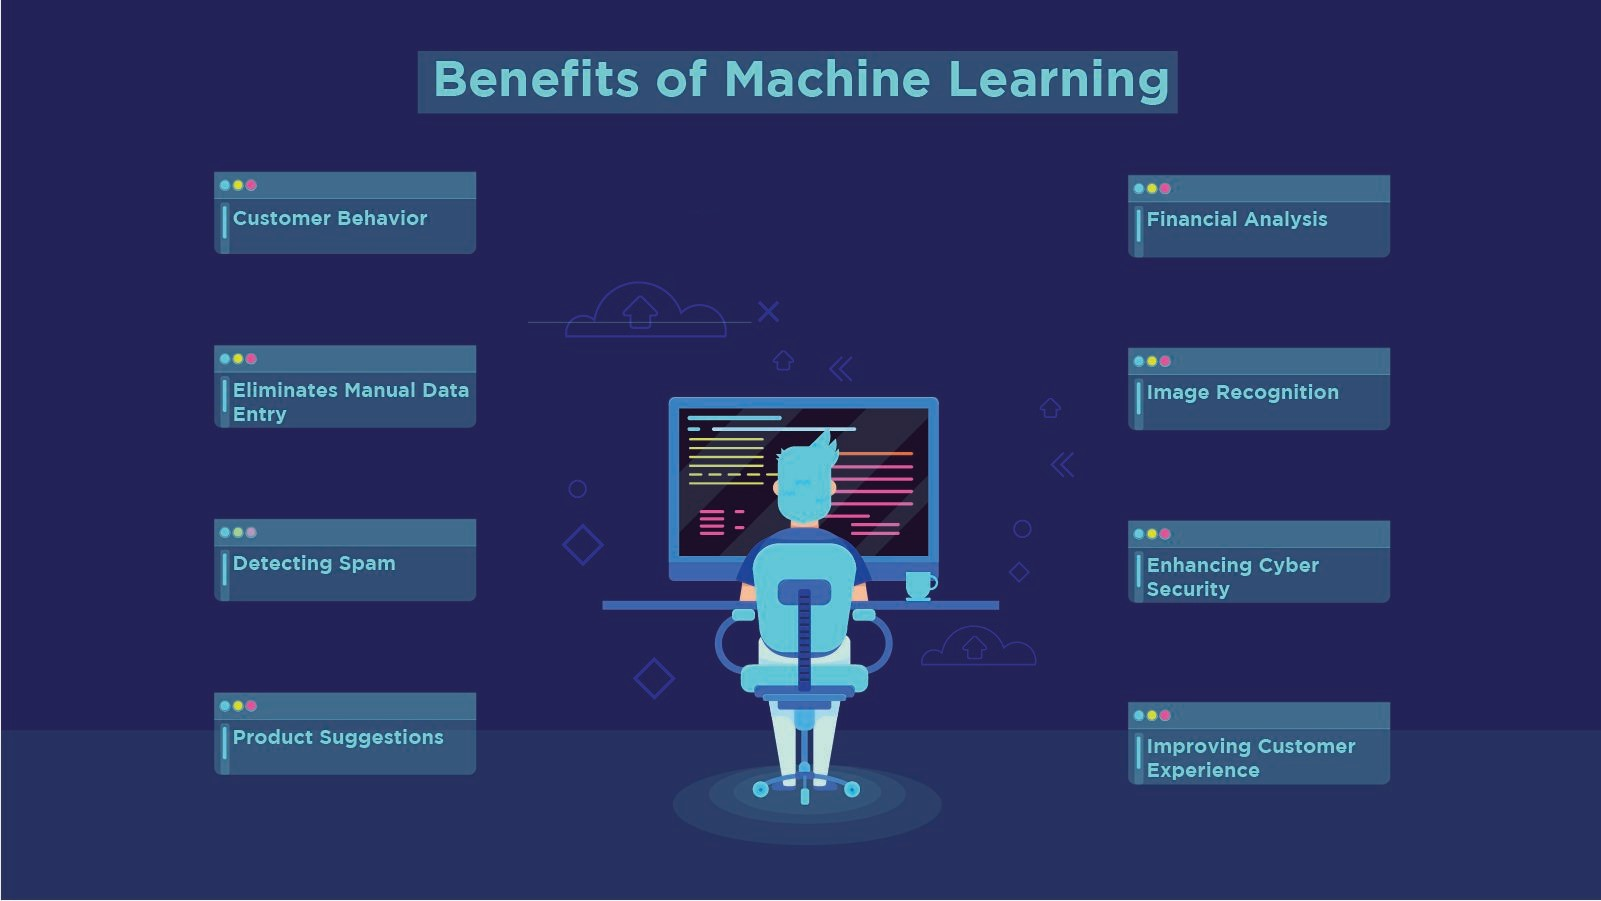 Benefits of Machine Learning
Customer Behavior
Eliminates Manual Data
Entry
Detecting Spam
Product Suggestions
Financial Analysis
Image Recognition
Enhancing Cyber
Security
Improving Customer
Experience